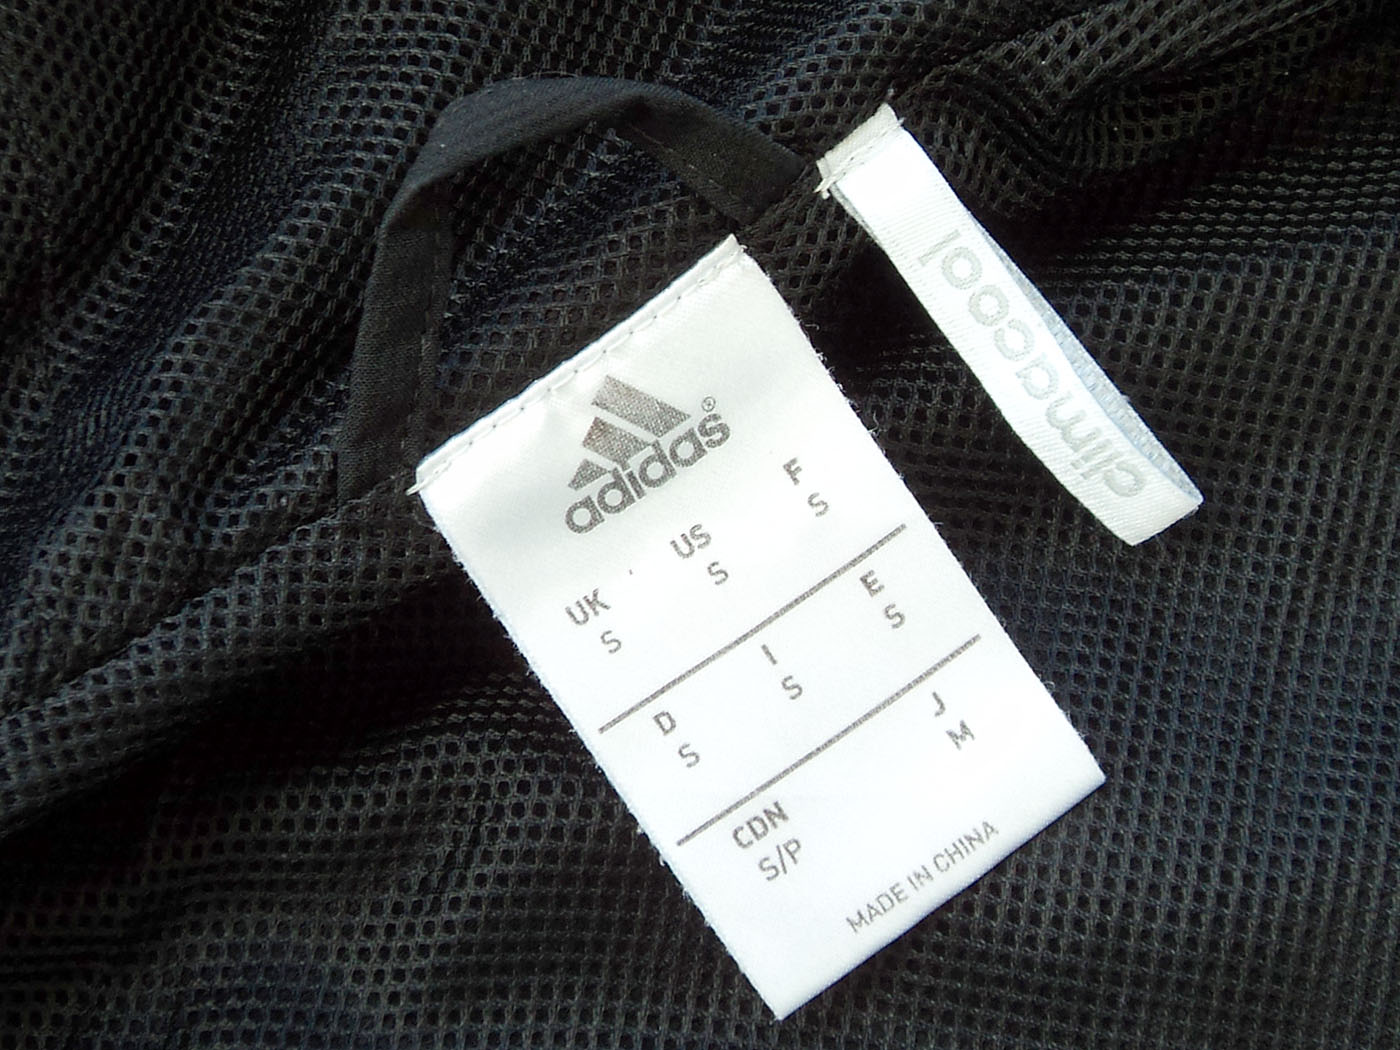 adidas®
UK US F
S S S
D I E
S S S
CDN J
S/P M
MADE IN CHINA
climacool